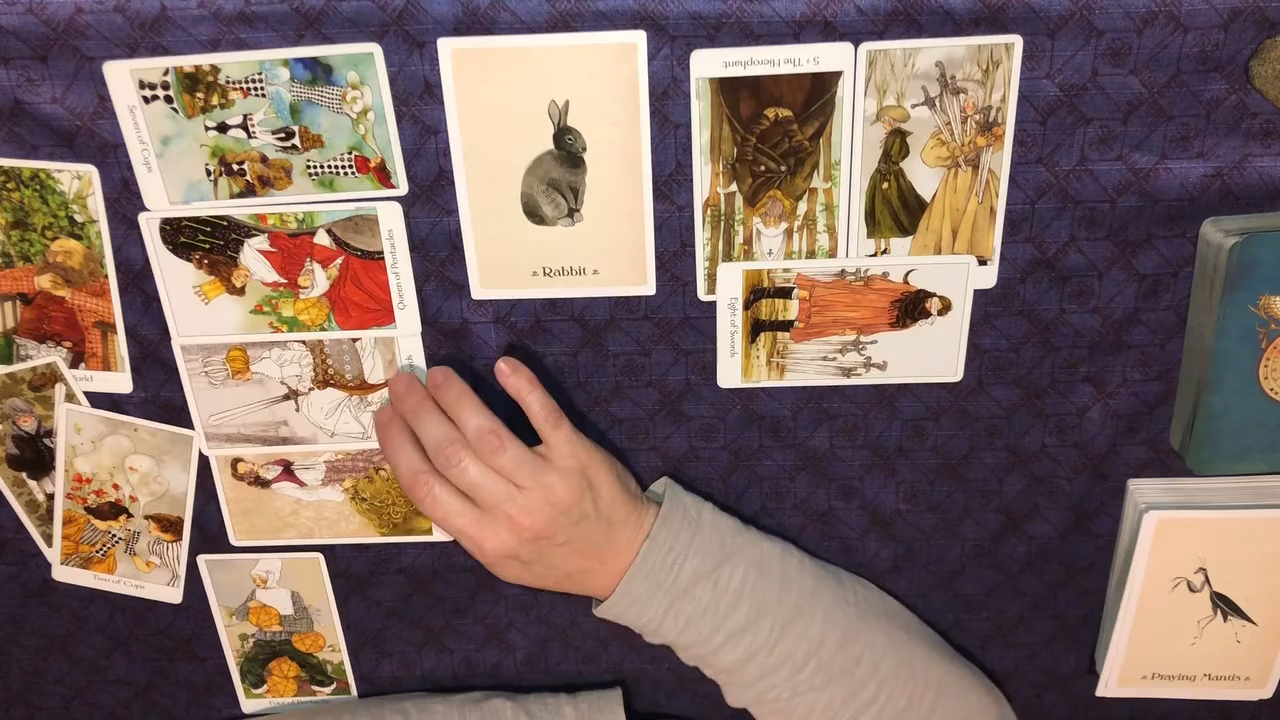 Seven of Cups
Rabbit
5 The Hierophant
Queen of Pentacles
Eight of Swords
Two of Cups
Praying Mantis